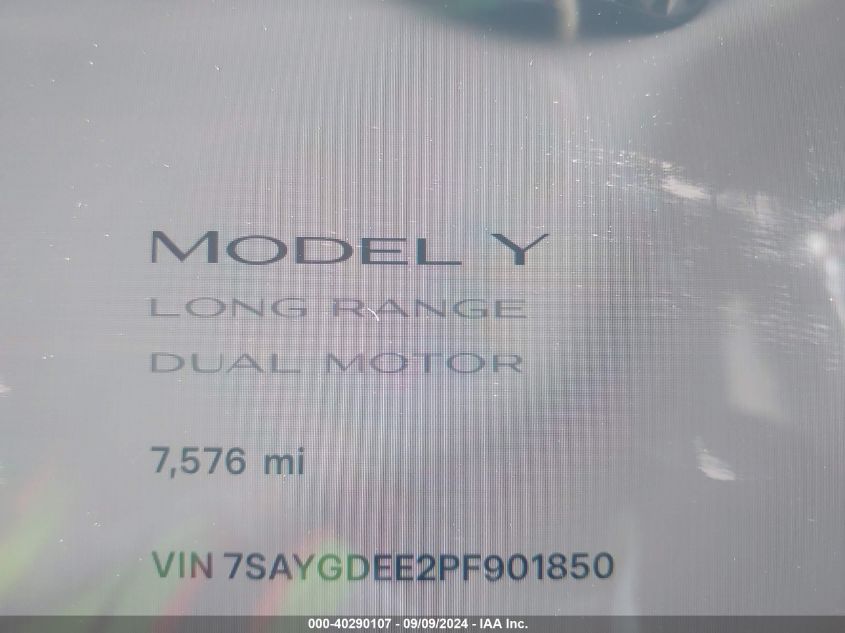 MODEL Y
LONG RANGE
DUAL MOTOR
7,576 mi
VIN 7SAYGDEE2PF901850
000-40290107 - 09/09/2024 - IAA Inc.